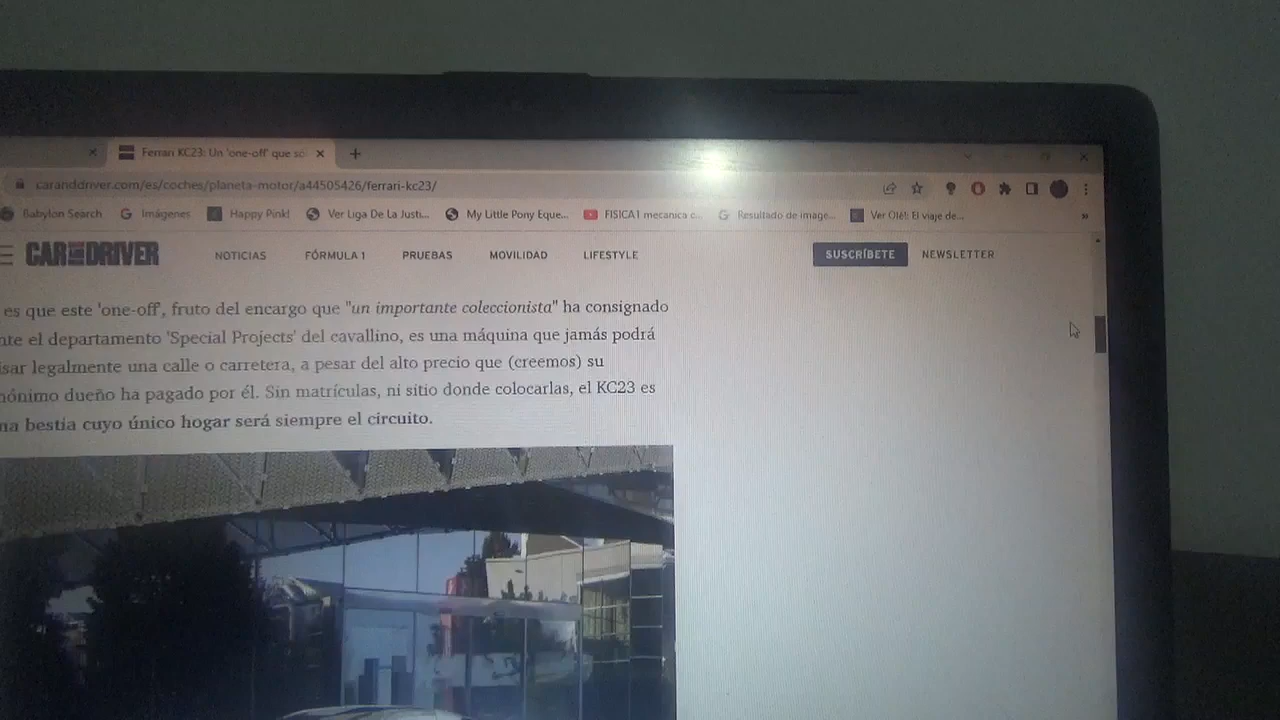 Ferrari KC23: Un 'one-off' que so
caranddriver.com/es/coches/planeta-motor/a44505426/ferrari-kc23/
Babylon Search Imágenes Happy Pink! Ver Liga De La Justi... My Little Pony Eque... FISICA1 mecanica c... Resultado de image... Ver Olé!: El viaje de...
CAR AND DRIVER NOTICIAS FÓRMULA 1 PRUEBAS MOVILIDAD LIFESTYLE SUSCRÍBETE NEWSLETTER
es que este 'one-off', fruto del encargo que "un importante coleccionista" ha consignado
nte el departamento 'Special Projects' del cavallino, es una máquina que jamás podrá
sar legalmente una calle o carretera, a pesar del alto precio que (creemos) su
nónimo dueño ha pagado por él. Sin matrículas, ni sitio donde colocarlas, el KC23 es
na bestia cuyo único hogar será siempre el circuito.